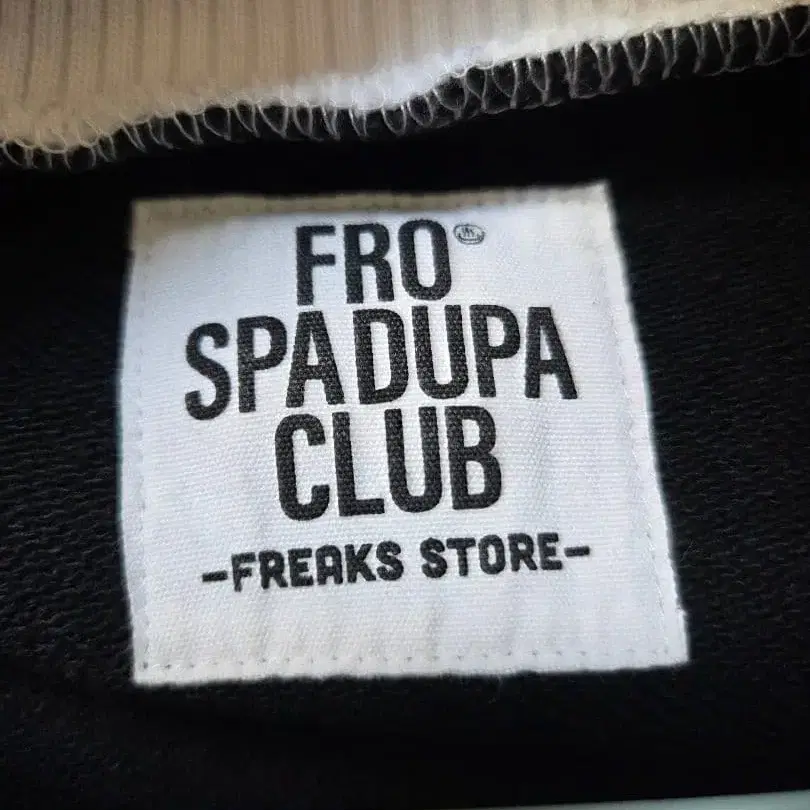 FRO
SPADUPA
CLUB
-FREAKS STORE-